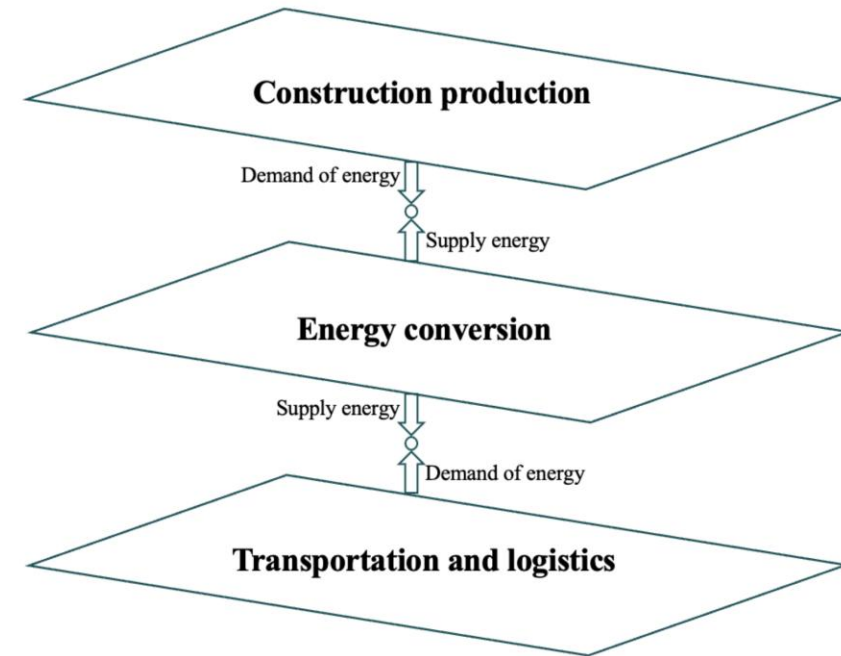 Construction production
Demand of energy
Supply energy
Energy conversion
Supply energy
Demand of energy
Transportation and logistics